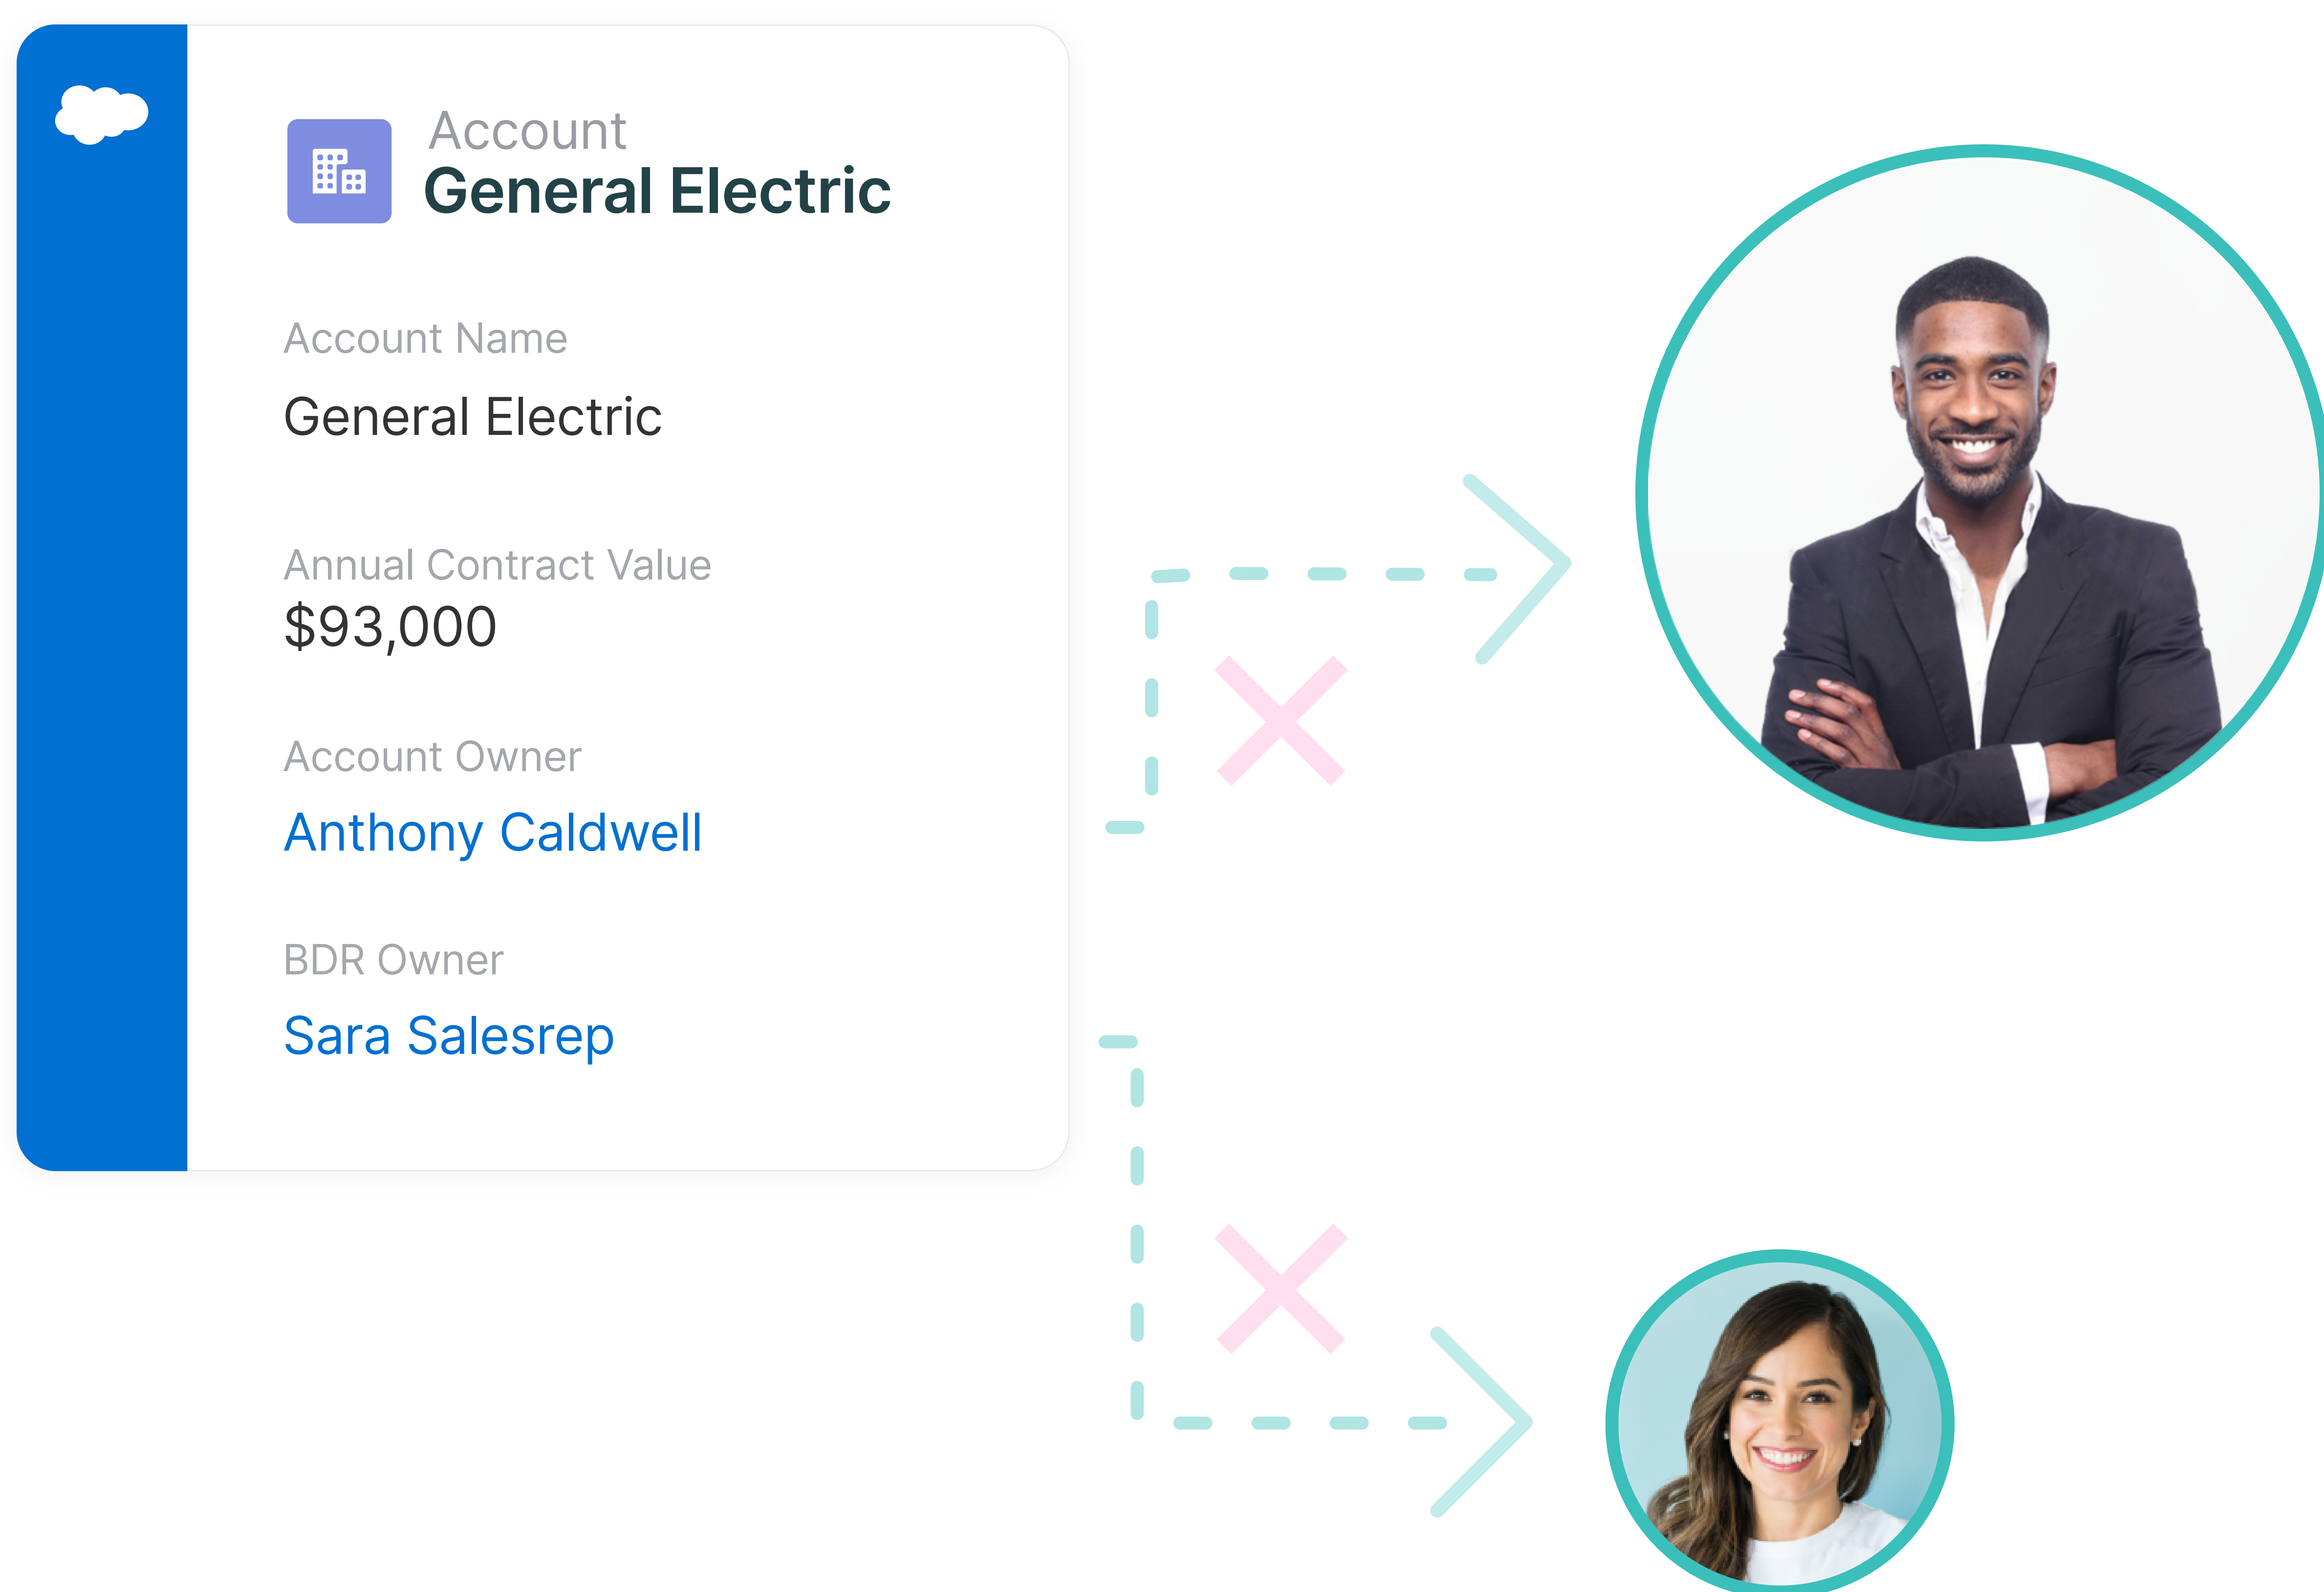 Account
General Electric
Account Name
General Electric
Annual Contract Value
$93,000
Account Owner
Anthony Caldwell
BDR Owner
Sara Salesrep